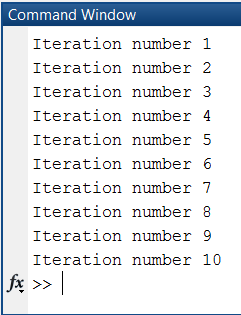 Command Window
Iteration number 1
Iteration number 2
Iteration number 3
Iteration number 4
Iteration number 5
Iteration number 6
Iteration number 7
Iteration number 8
Iteration number 9
Iteration number 10
fx >>